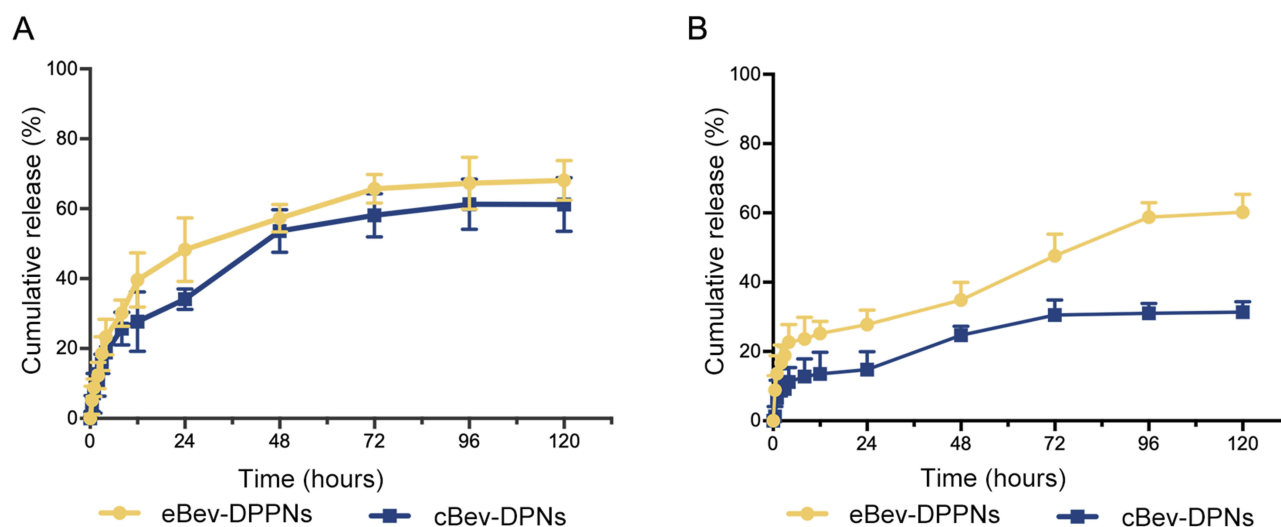 A
100
80
60
40
20
0
Cumulative release (%)
0 24 48 72 96 120
Time (hours)
eBev-DPPNs cBev-DPNs
B
100
80
60
40
20
0
Cumulative release (%)
0 24 48 72 96 120
Time (hours)
eBev-DPPNs cBev-DPNs